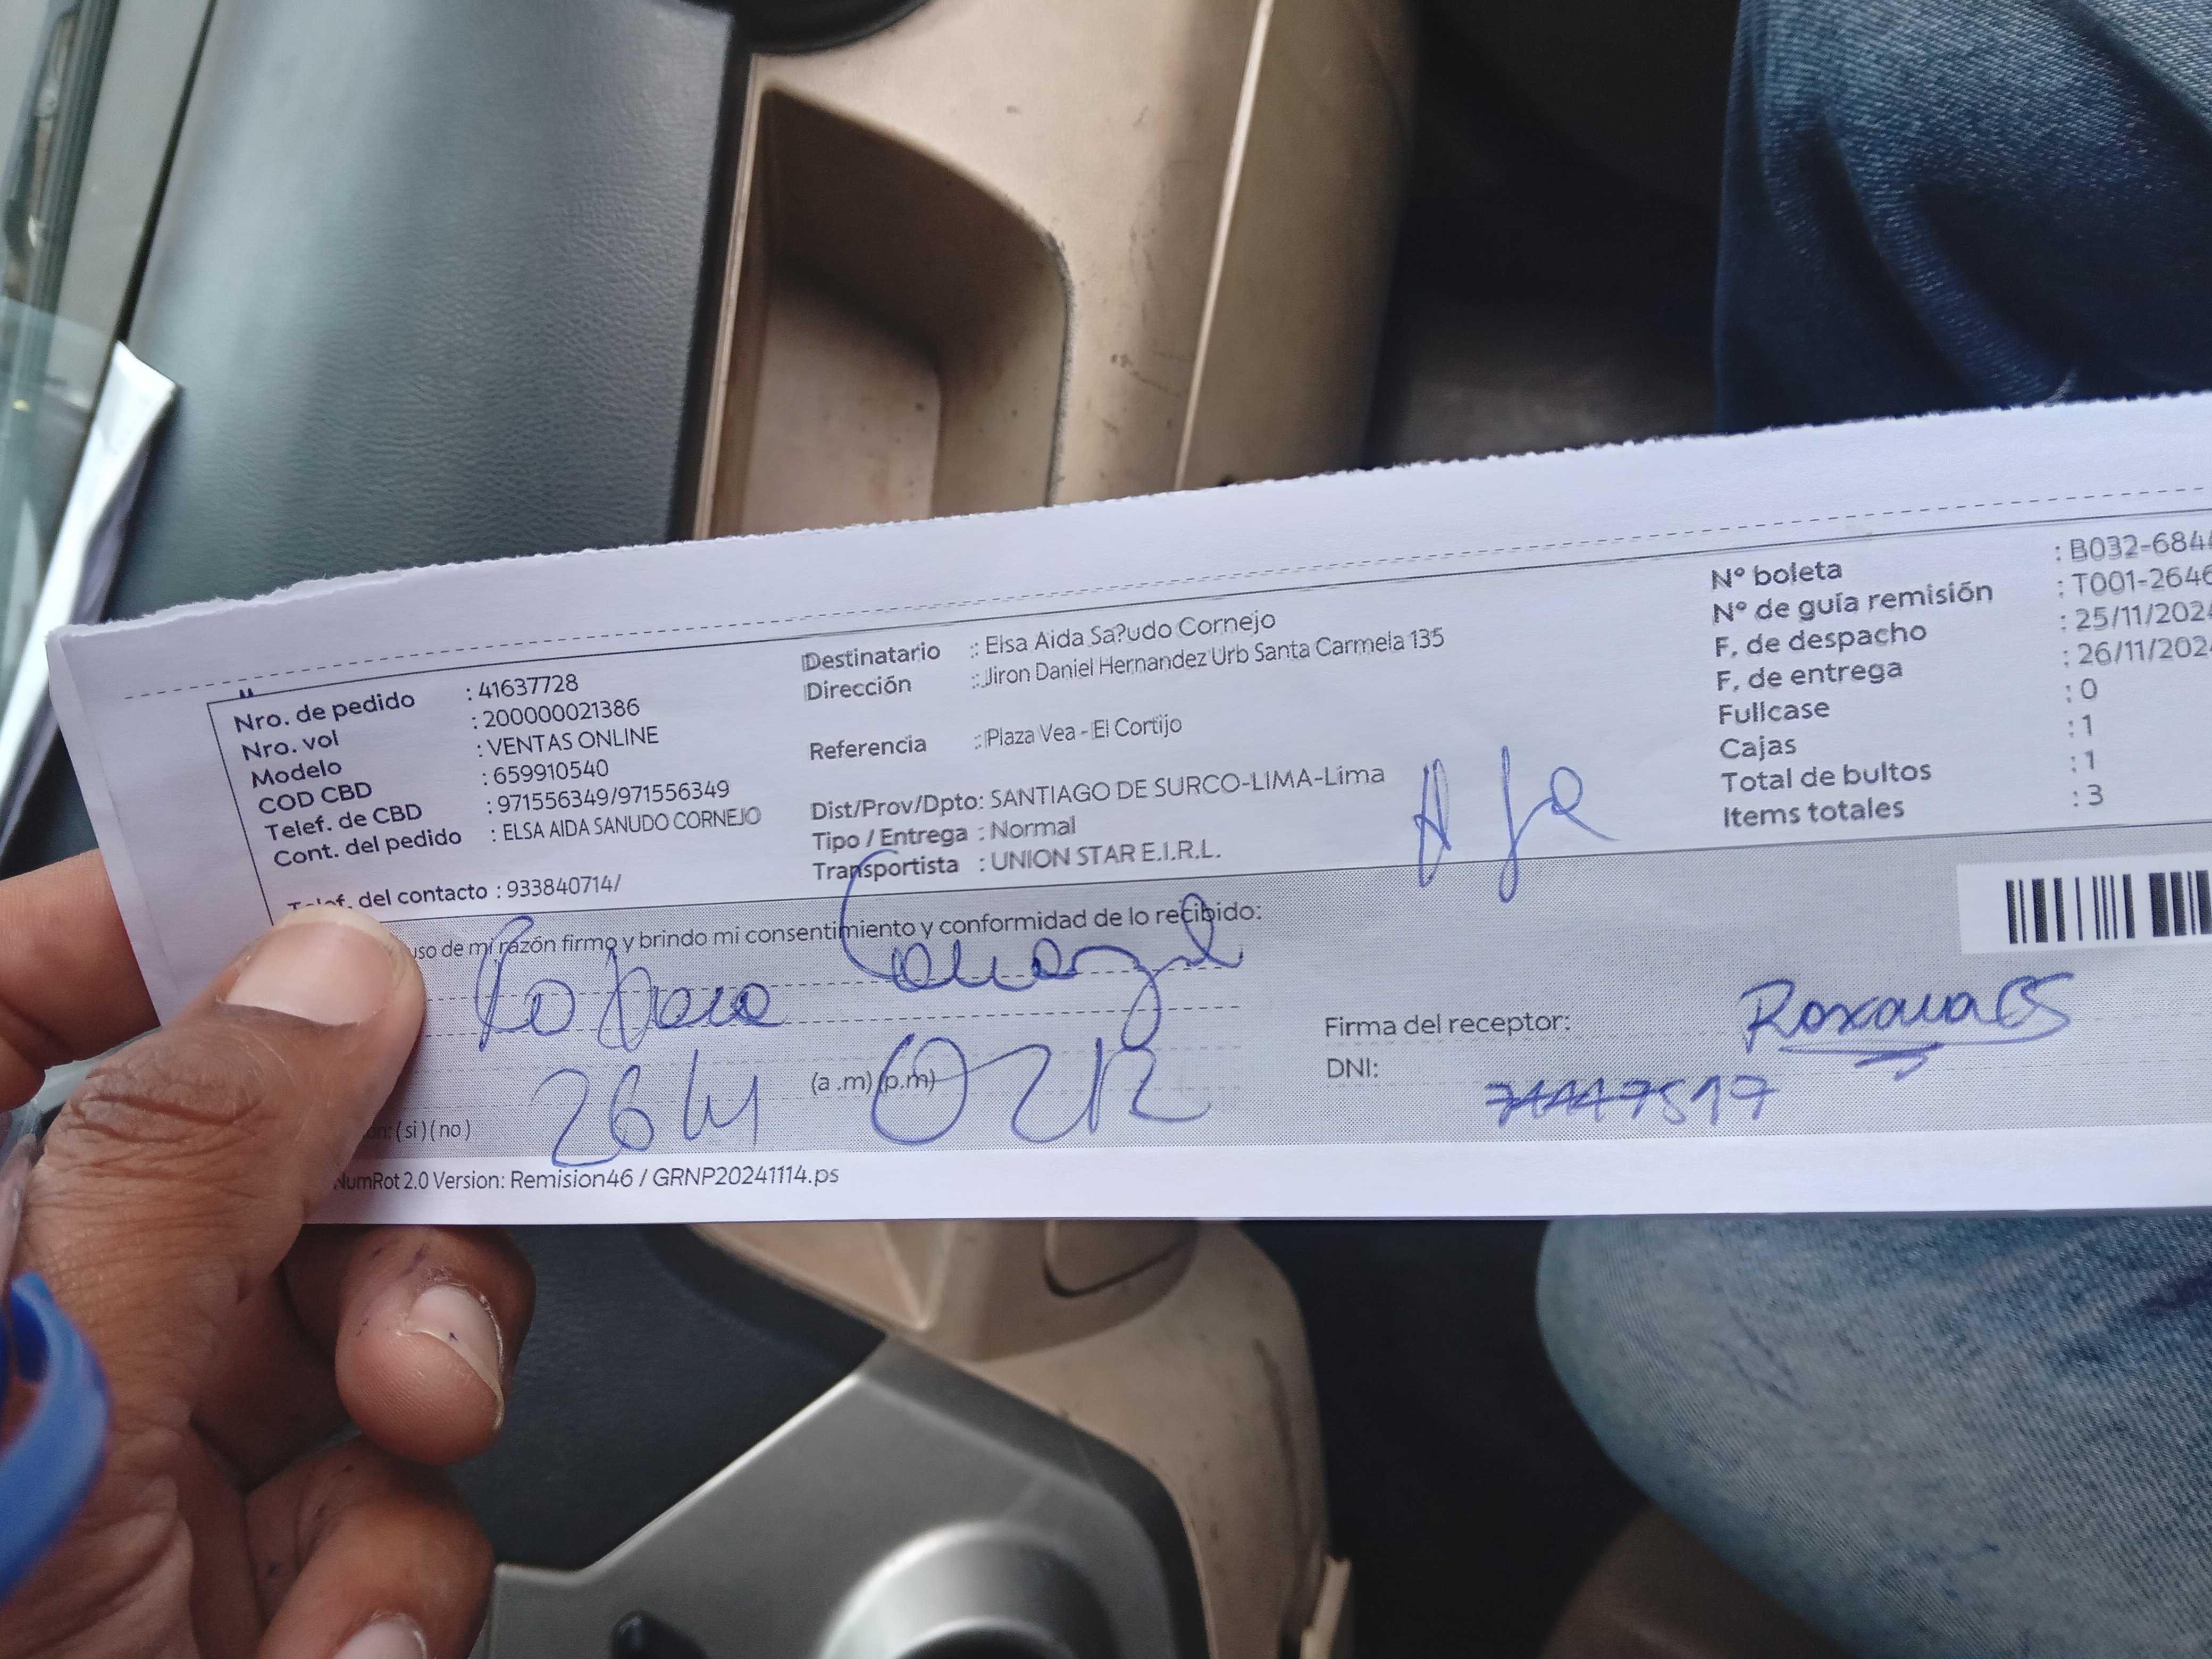 Nro. de pedido : 41637728
Nro. vol : 200000021386
Modelo : VENTAS ONLINE
COD CBD : 659910540
Telef. de CBD : 971556349/971556349
Cont. del pedido : ELSA AIDA SANUDO CORNEJO
Telef. del contacto : 933840714/
Destinatario : Elsa Aida Sa?udo Cornejo
Dirección : Jiron Daniel Hernandez Urb Santa Carmela 135
Referencia : Plaza Vea - El Cortijo
Dist/Prov/Dpto: SANTIAGO DE SURCO-LIMA-Lima
Tipo / Entrega : Normal
Transportista : UNION STAR E.I.R.L.
Nº boleta : B032-684
Nº de guía remisión : T001-2646
F. de despacho : 25/11/202
F. de entrega : 26/11/202
Fullcase : 0
Cajas : 1
Total de bultos : 1
Items totales : 3
uso de mi razón firmo y brindo mi consentimiento y conformidad de lo recibido:
26
(a .m) (p.m)
(si) (no)
Firma del receptor: Roxana
DNI:
NumRot 2.0 Version: Remision46 / GRNP20241114.ps